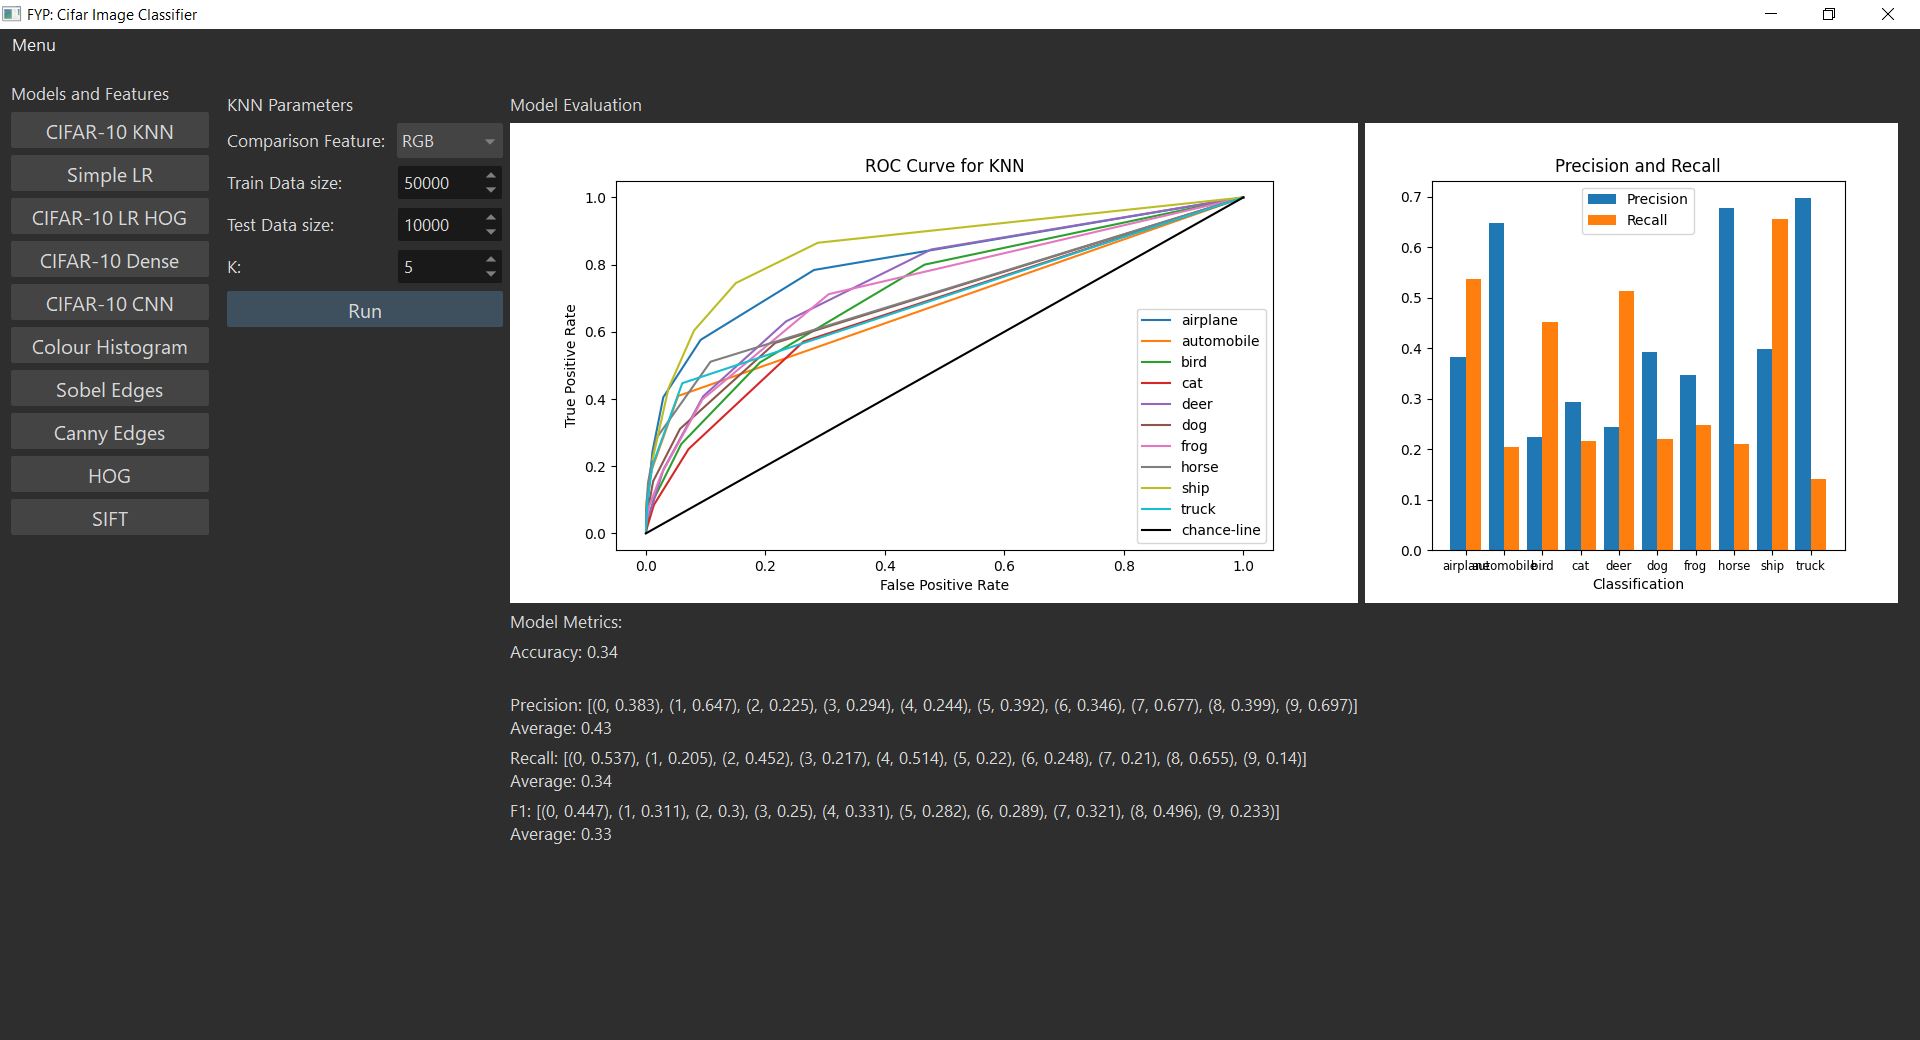 FYP: Cifar Image Classifier
Menu
Models and Features
CIFAR-10 KNN
Simple LR
CIFAR-10 LR HOG
CIFAR-10 Dense
CIFAR-10 CNN
Colour Histogram
Sobel Edges
Canny Edges
HOG
SIFT
KNN Parameters
Comparison Feature: RGB
Train Data size: 50000
Test Data size: 10000
K: 5
Run
Model Evaluation
ROC Curve for KNN
True Positive Rate
1.0
0.8
0.6
0.4
0.2
0.0
airplane
automobile
bird
cat
deer
dog
frog
horse
ship
truck
chance-line
0.0 0.2 0.4 0.6 0.8 1.0
False Positive Rate
Precision and Recall
Precision
Recall
0.7
0.6
0.5
0.4
0.3
0.2
0.1
0.0
airplane automobile bird cat deer dog frog horse ship truck
Classification
Model Metrics:
Accuracy: 0.34
Precision: [(0, 0.383), (1, 0.647), (2, 0.225), (3, 0.294), (4, 0.244), (5, 0.392), (6, 0.346), (7, 0.677), (8, 0.399), (9, 0.697)]
Average: 0.43
Recall: [(0, 0.537), (1, 0.205), (2, 0.452), (3, 0.217), (4, 0.514), (5, 0.22), (6, 0.248), (7, 0.21), (8, 0.655), (9, 0.14)]
Average: 0.34
F1: [(0, 0.447), (1, 0.311), (2, 0.3), (3, 0.25), (4, 0.331), (5, 0.282), (6, 0.289), (7, 0.321), (8, 0.496), (9, 0.233)]
Average: 0.33